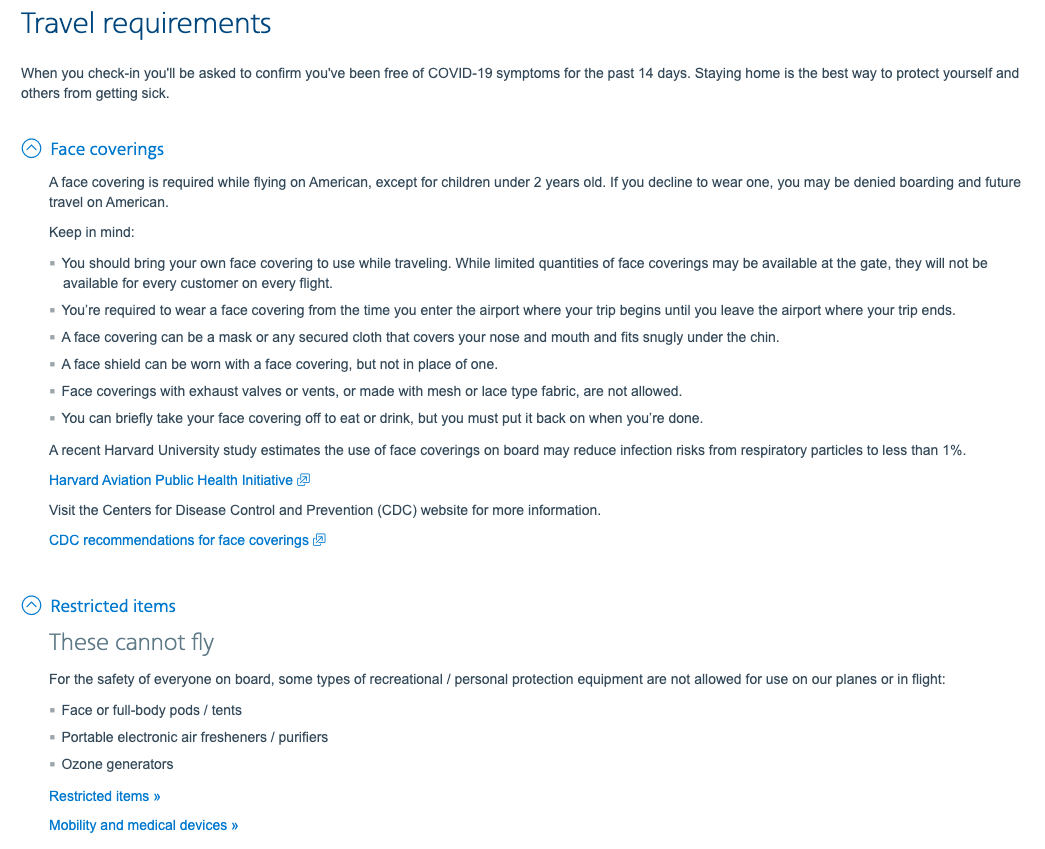 Travel requirements
When you check-in you'll be asked to confirm you've been free of COVID-19 symptoms for the past 14 days. Staying home is the best way to protect yourself and
others from getting sick.
Face coverings
A face covering is required while flying on American, except for children under 2 years old. If you decline to wear one, you may be denied boarding and future
travel on American.
Keep in mind:
You should bring your own face covering to use while traveling. While limited quantities of face coverings may be available at the gate, they will not be
available for every customer on every flight.
You’re required to wear a face covering from the time you enter the airport where your trip begins until you leave the airport where your trip ends.
A face covering can be a mask or any secured cloth that covers your nose and mouth and fits snugly under the chin.
A face shield can be worn with a face covering, but not in place of one.
Face coverings with exhaust valves or vents, or made with mesh or lace type fabric, are not allowed.
You can briefly take your face covering off to eat or drink, but you must put it back on when you’re done.
A recent Harvard University study estimates the use of face coverings on board may reduce infection risks from respiratory particles to less than 1%.
Harvard Aviation Public Health Initiative
Visit the Centers for Disease Control and Prevention (CDC) website for more information.
CDC recommendations for face coverings
Restricted items
These cannot fly
For the safety of everyone on board, some types of recreational / personal protection equipment are not allowed for use on our planes or in flight:
Face or full-body pods / tents
Portable electronic air fresheners / purifiers
Ozone generators
Restricted items »
Mobility and medical devices »